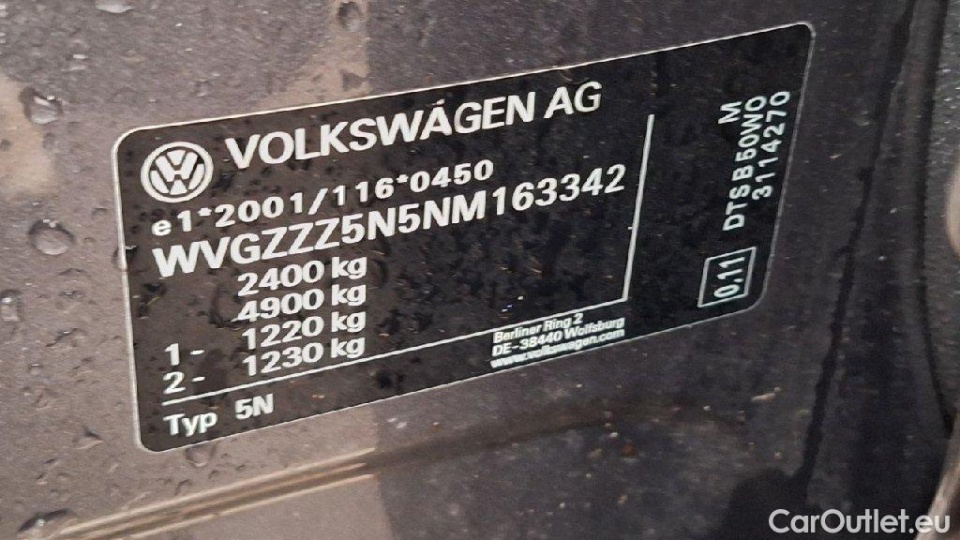 VOLKSWAGEN AG
e1*2001/116*0450
WVGZZZ5N5NM163342
2400 kg
4900 kg
1 - 1220 kg
2 - 1230 kg
Typ 5N
Berliner Ring 2
DE-38440 Wolfsburg
www.volkswagen.com
M
DTSB50W0
3114270
0.11
CarOutlet.eu